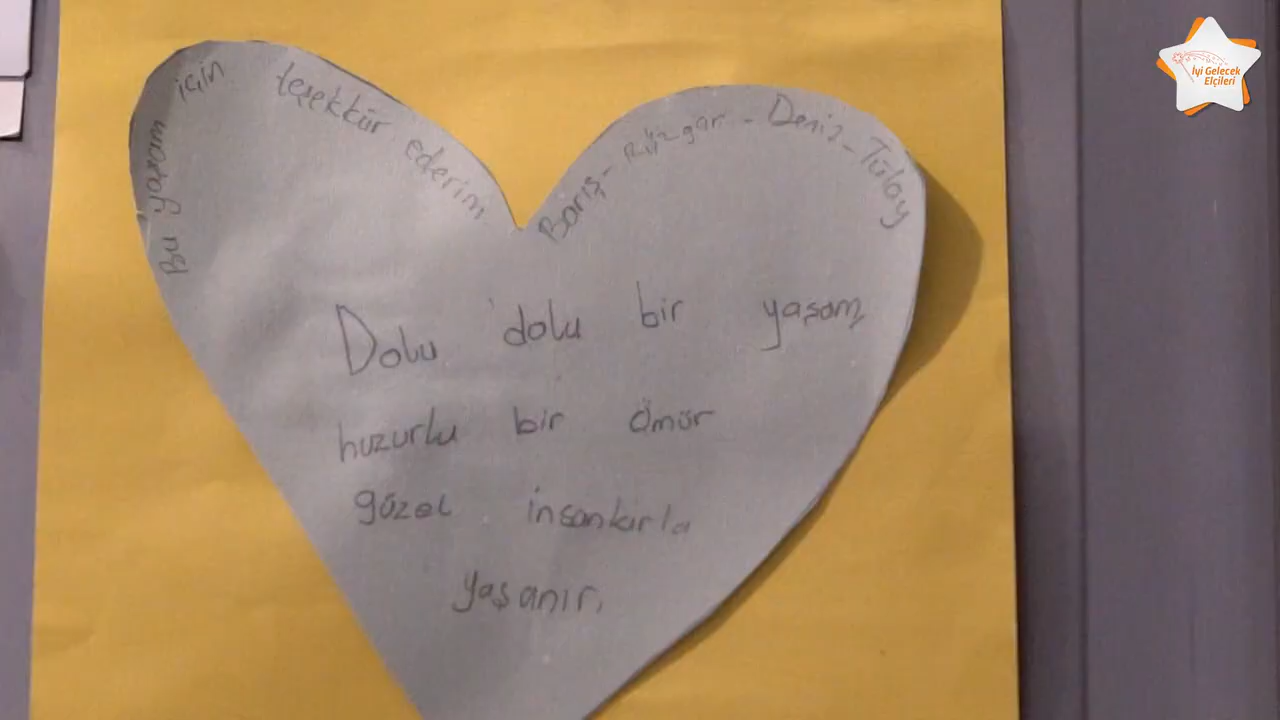 Bu yaşam için teşekkür ederim
Barış - Rüzgar - Deniz - Tülay
Dolu dolu bir yaşam,
huzurlu bir ömür
güzel insanlarla
yaşanır.
İyi Gelecek
Elçileri